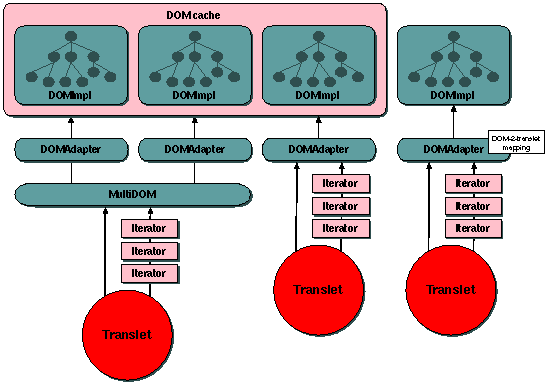 DOM cache
DOMImpl
DOMImpl
DOMImpl
DOMImpl
DOMAdapter
DOMAdapter
DOMAdapter
DOMAdapter
DOM-2-translet
mapping
MultiDOM
Iterator
Iterator
Iterator
Iterator
Iterator
Iterator
Iterator
Iterator
Iterator
Translet
Translet
Translet